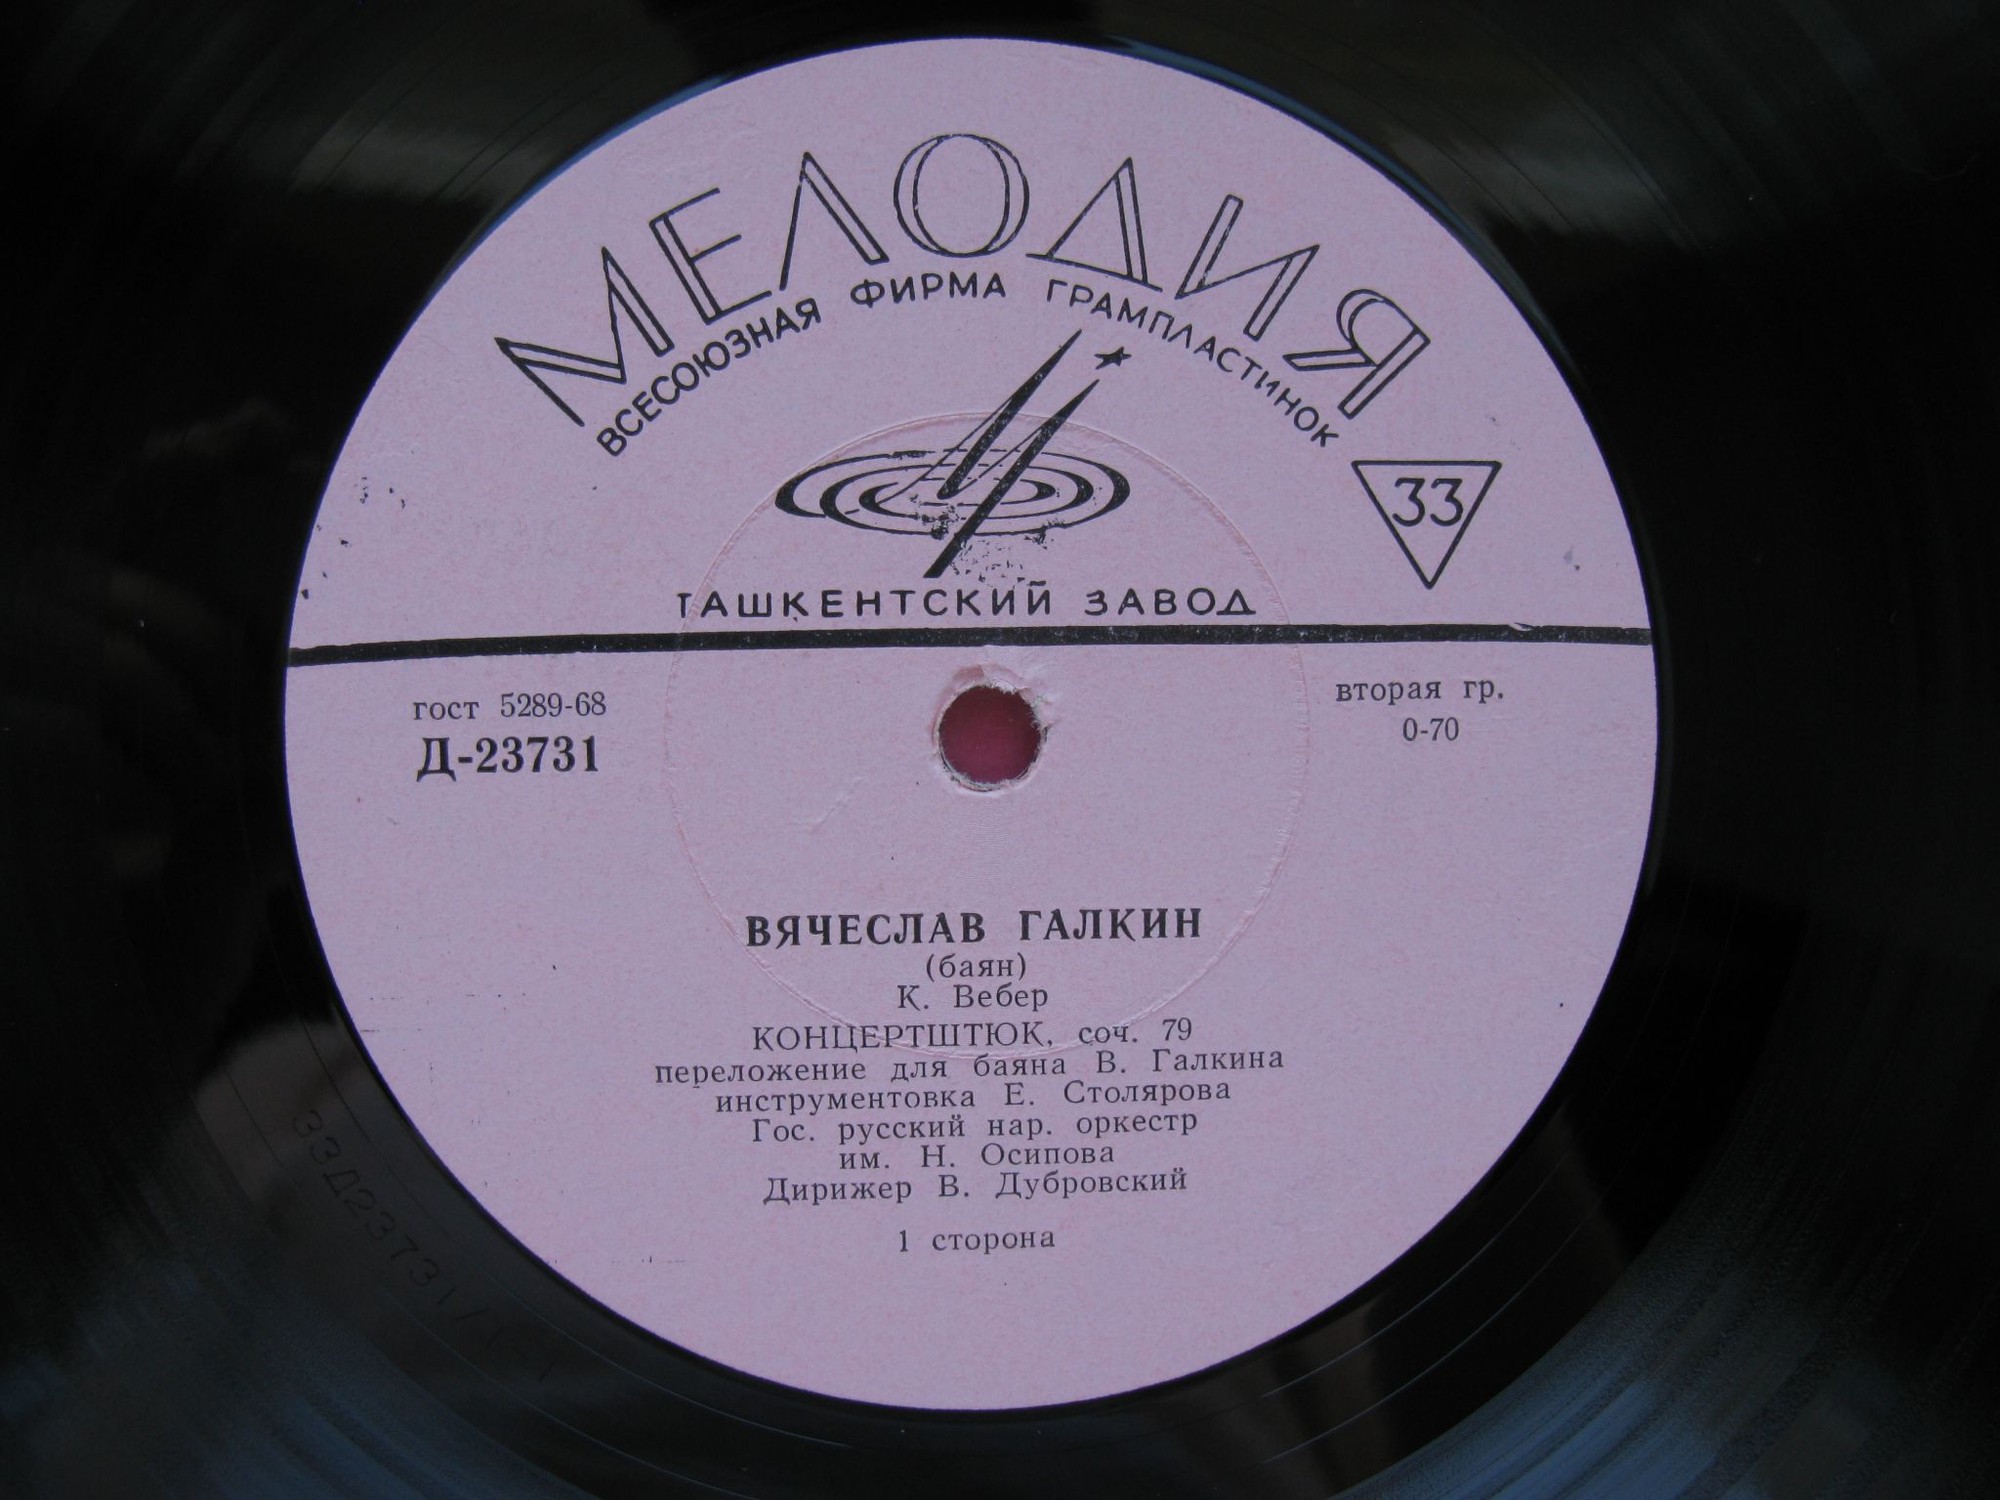 МЕЛОДИЯ
ВСЕСОЮЗНАЯ ФИРМА ГРАМПЛАСТИНОК
33
ТАШКЕНТСКИЙ ЗАВОД
гост 5289-68
Д-23731
вторая гр.
0-70
ВЯЧЕСЛАВ ГАЛКИН
(баян)
К. Вебер
КОНЦЕРТШТЮК, соч. 79
переложение для баяна В. Галкина
инструментовка Е. Столярова
Гос. русский нар. оркестр
им. Н. Осипова
Дирижер В. Дубровский
1 сторона
33Д23731/